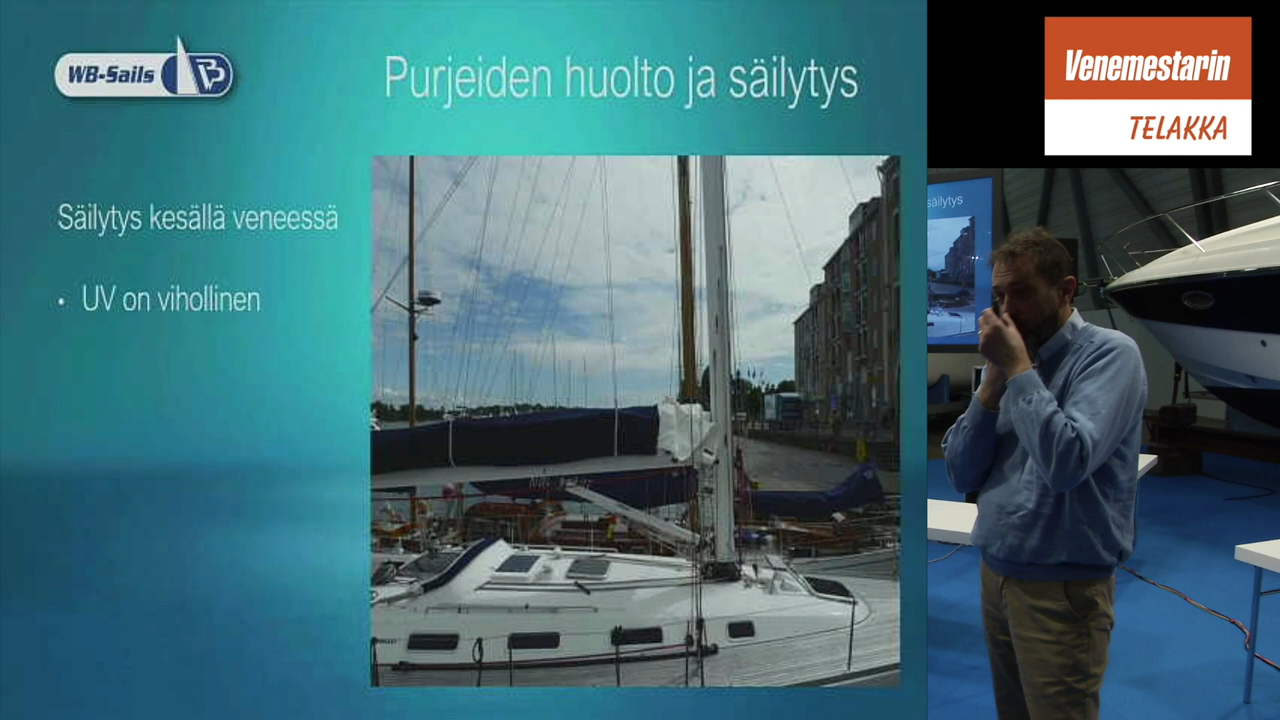 WB-Sails
Purjeiden huolto ja säilytys
Säilytys kesällä veneessä
• UV on vihollinen
Venemestarin
TELAKKA
säilytys